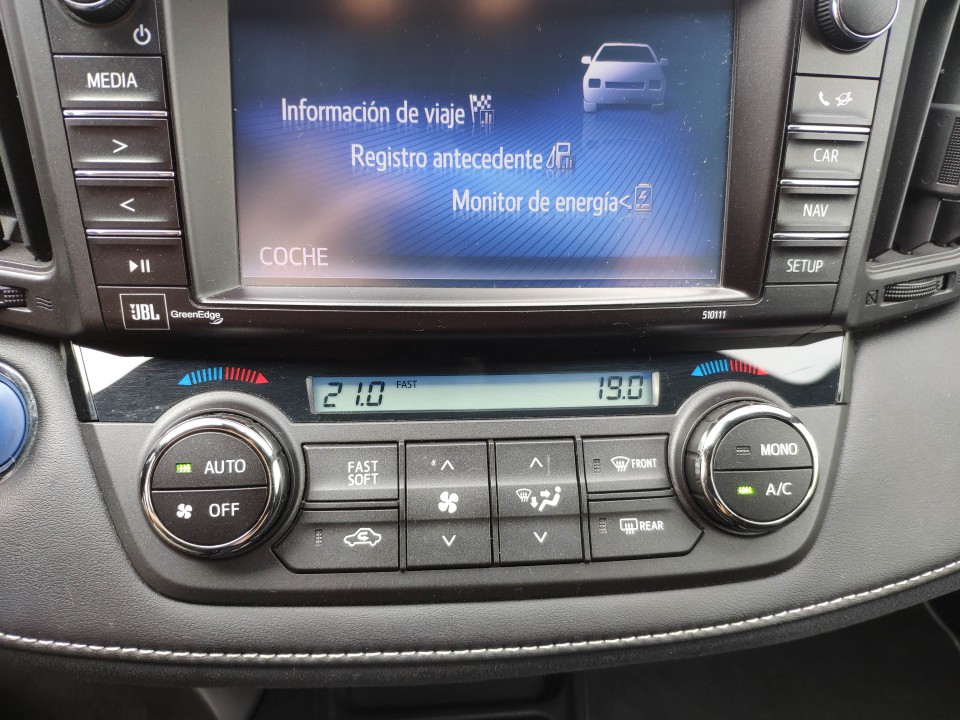 MEDIA
>
<
Información de viaje
Registro antecedente
Monitor de energía<
COCHE
CAR
NAV
SETUP
JBL GreenEdge
510111
21.0 FAST 19.0
AUTO
OFF
FAST
SOFT
FRONT
REAR
MONO
A/C